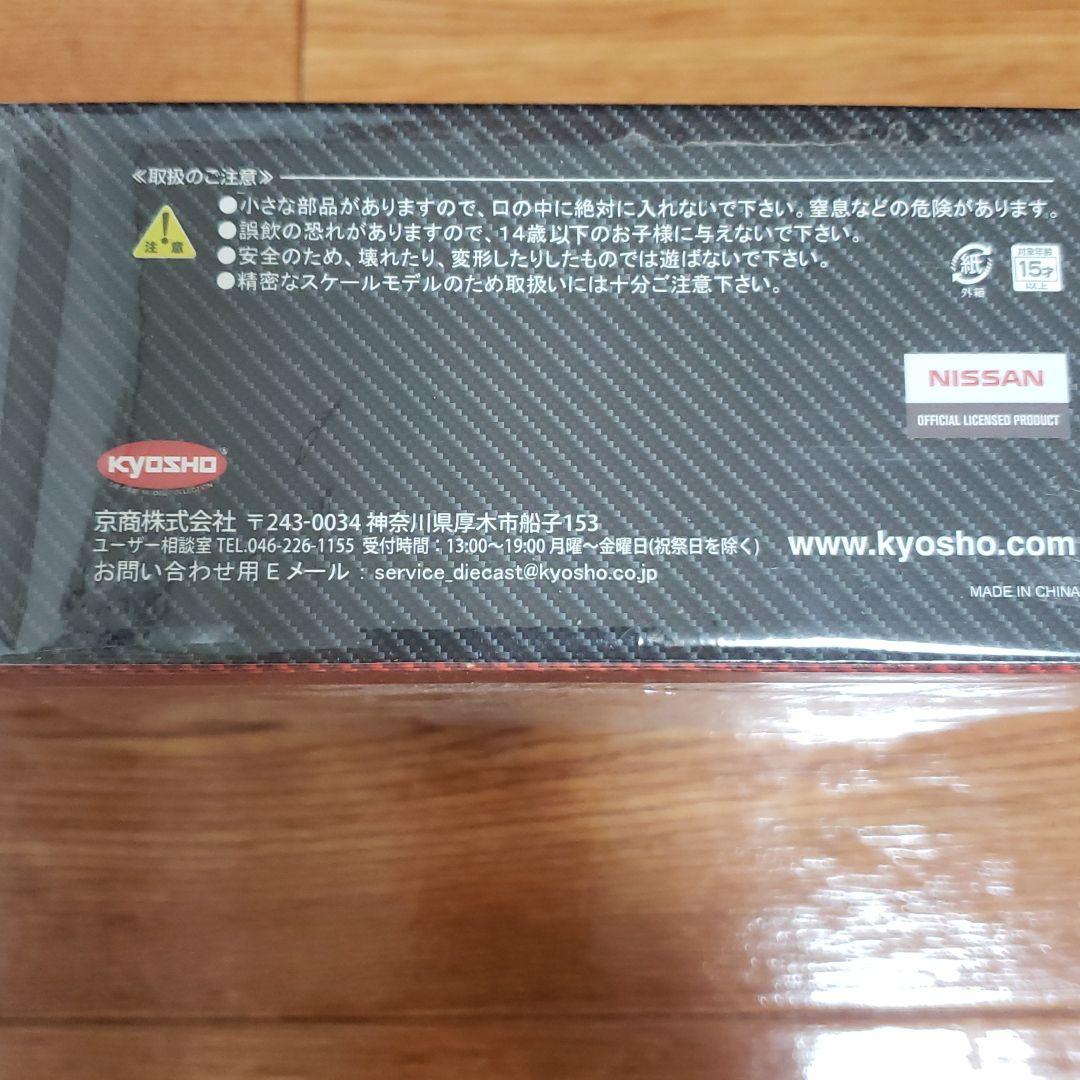 ≪取扱のご注意≫
注意
●小さな部品がありますので、口の中に絶対に入れないで下さい。窒息などの危険があります。
●誤飲の恐れがありますので、14歳以下のお子様に与えないで下さい。
●安全のため、壊れたり、変形したりしたものでは遊ばないで下さい。
●精密なスケールモデルのため取扱いには十分ご注意下さい。
紙
外箱
対象年齢
15才
以上
NISSAN
OFFICIAL LICENSED PRODUCT
KYOSHO
京商株式会社 〒243-0034 神奈川県厚木市船子153
ユーザー相談室 TEL.046-226-1155 受付時間：13:00～19:00 月曜～金曜日(祝祭日を除く)
お問い合わせ用Eメール：service_diecast@kyosho.co.jp
www.kyosho.com
MADE IN CHINA